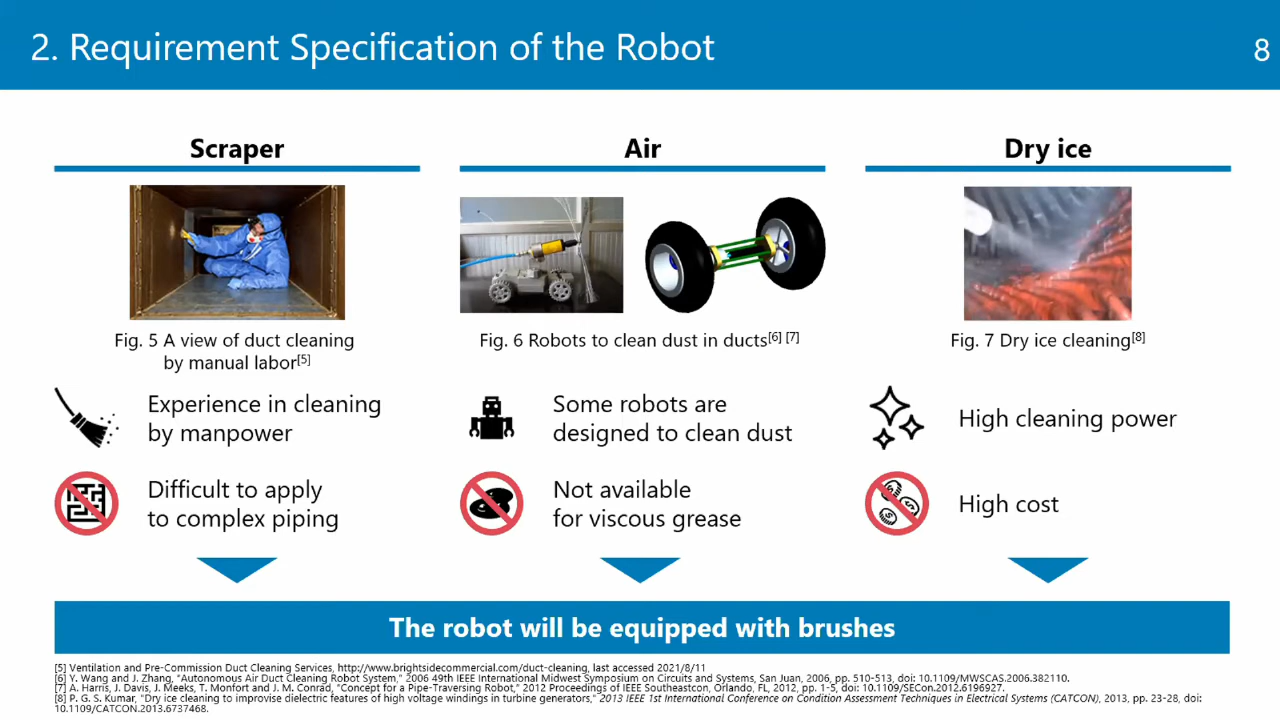 2. Requirement Specification of the Robot
8
Scraper
Fig. 5 A view of duct cleaning
by manual labor[5]
Experience in cleaning
by manpower
Difficult to apply
to complex piping
Air
Fig. 6 Robots to clean dust in ducts[6] [7]
Some robots are
designed to clean dust
Not available
for viscous grease
Dry ice
Fig. 7 Dry ice cleaning[8]
High cleaning power
High cost
The robot will be equipped with brushes
[5] Ventilation and Pre-Commission Duct Cleaning Services, http://www.brightsidecommercial.com/duct-cleaning, last accessed 2021/8/11
[6] Y. Wang and J. Zhang, "Autonomous Air Duct Cleaning Robot System," 2006 49th IEEE International Midwest Symposium on Circuits and Systems, San Juan, 2006, pp. 510-513, doi: 10.1109/MWSCAS.2006.382110.
[7] A. Harris, J. Davis, J. Meeks, T. Monfort and J. M. Conrad, "Concept for a Pipe-Traversing Robot," 2012 Proceedings of IEEE Southeastcon, Orlando, FL, 2012, pp. 1-5, doi: 10.1109/SECon.2012.6196927.
[8] P. G. S. Kumar, "Dry ice cleaning to improvise dielectric features of high voltage windings in turbine generators," 2013 IEEE 1st International Conference on Condition Assessment Techniques in Electrical Systems (CATCON), 2013, pp. 23-28, doi:
10.1109/CATCON.2013.6737468.